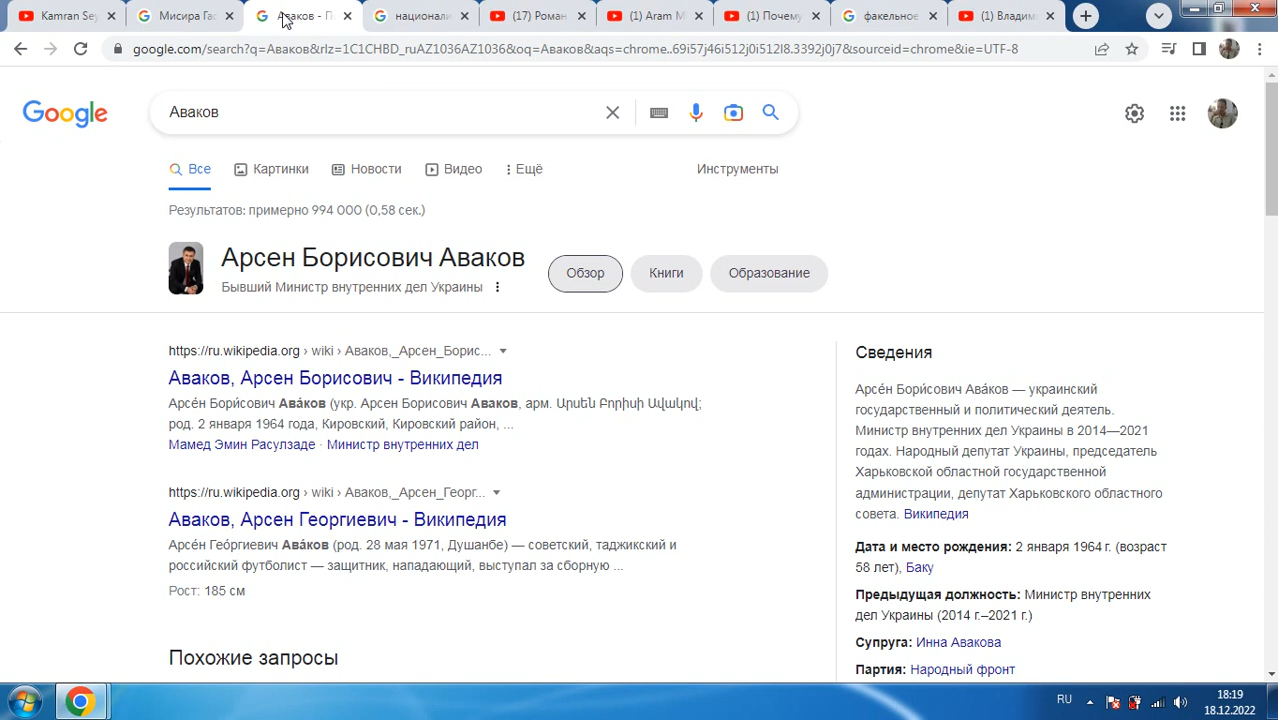 Kamran Sey
Мисира Гас
Аваков - П
национали
(17) Роман
(1) Aram M
(1) Почему
факельное
(1) Владим
google.com/search?q=Аваков&rlz=1C1CHBD_ruAZ1036AZ1036&oq=Аваков&aqs=chrome..69i57j46i512j0i512l8.3392j0j7&sourceid=chrome&ie=UTF-8
Google
Аваков
Все
Картинки
Новости
Видео
Ещё
Инструменты
Результатов: примерно 994 000 (0,58 сек.)
Арсен Борисович Аваков
Бывший Министр внутренних дел Украины
Обзор
Книги
Образование
https://ru.wikipedia.org › wiki › Аваков,_Арсен_Борис...
Аваков, Арсен Борисович - Википедия
Арсе́н Бори́сович Ава́ков (укр. Арсен Борисович Аваков, арм. Արսեն Բորիսի Ավակով;
род. 2 января 1964 года, Кировский, Кировский район, ...
Мамед Эмин Расулзаде · Министр внутренних дел
https://ru.wikipedia.org › wiki › Аваков,_Арсен_Георг...
Аваков, Арсен Георгиевич - Википедия
Арсе́н Гео́ргиевич Ава́ков (род. 28 мая 1971, Душанбе) — советский, таджикский и
российский футболист — защитник, нападающий, выступал за сборную ...
Рост: 185 см
Похожие запросы
Сведения
Арсе́н Бори́сович Ава́ков — украинский
государственный и политический деятель.
Министр внутренних дел Украины в 2014—2021
годах. Народный депутат Украины, председатель
Харьковской областной государственной
администрации, депутат Харьковского областного
совета. Википедия
Дата и место рождения: 2 января 1964 г. (возраст
58 лет), Баку
Предыдущая должность: Министр внутренних
дел Украины (2014 г.–2021 г.)
Супруга: Инна Авакова
Партия: Народный фронт
RU
18:19
18.12.2022